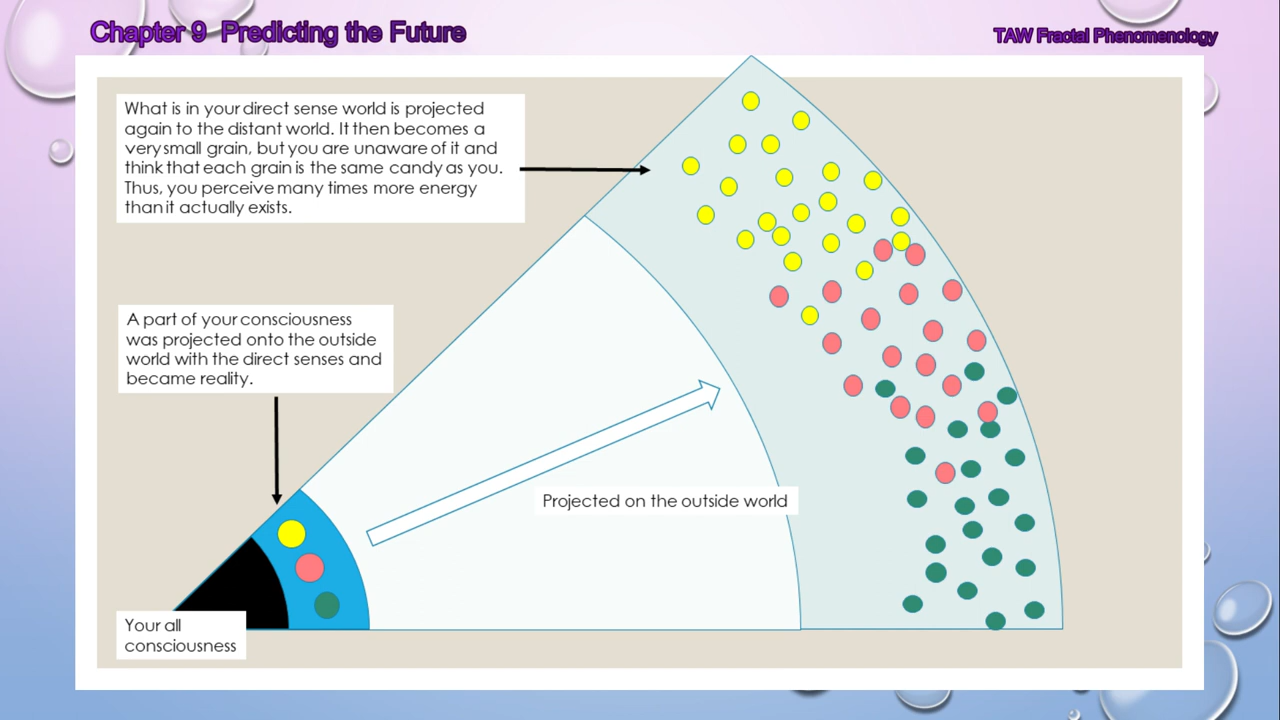 Chapter 9 Predicting the Future
TAW Fractal Phenomenology
What is in your direct sense world is projected
again to the distant world. It then becomes a
very small grain, but you are unaware of it and
think that each grain is the same candy as you.
Thus, you perceive many times more energy
than it actually exists.
A part of your consciousness
was projected onto the outside
world with the direct senses and
became reality.
Projected on the outside world
Your all
consciousness